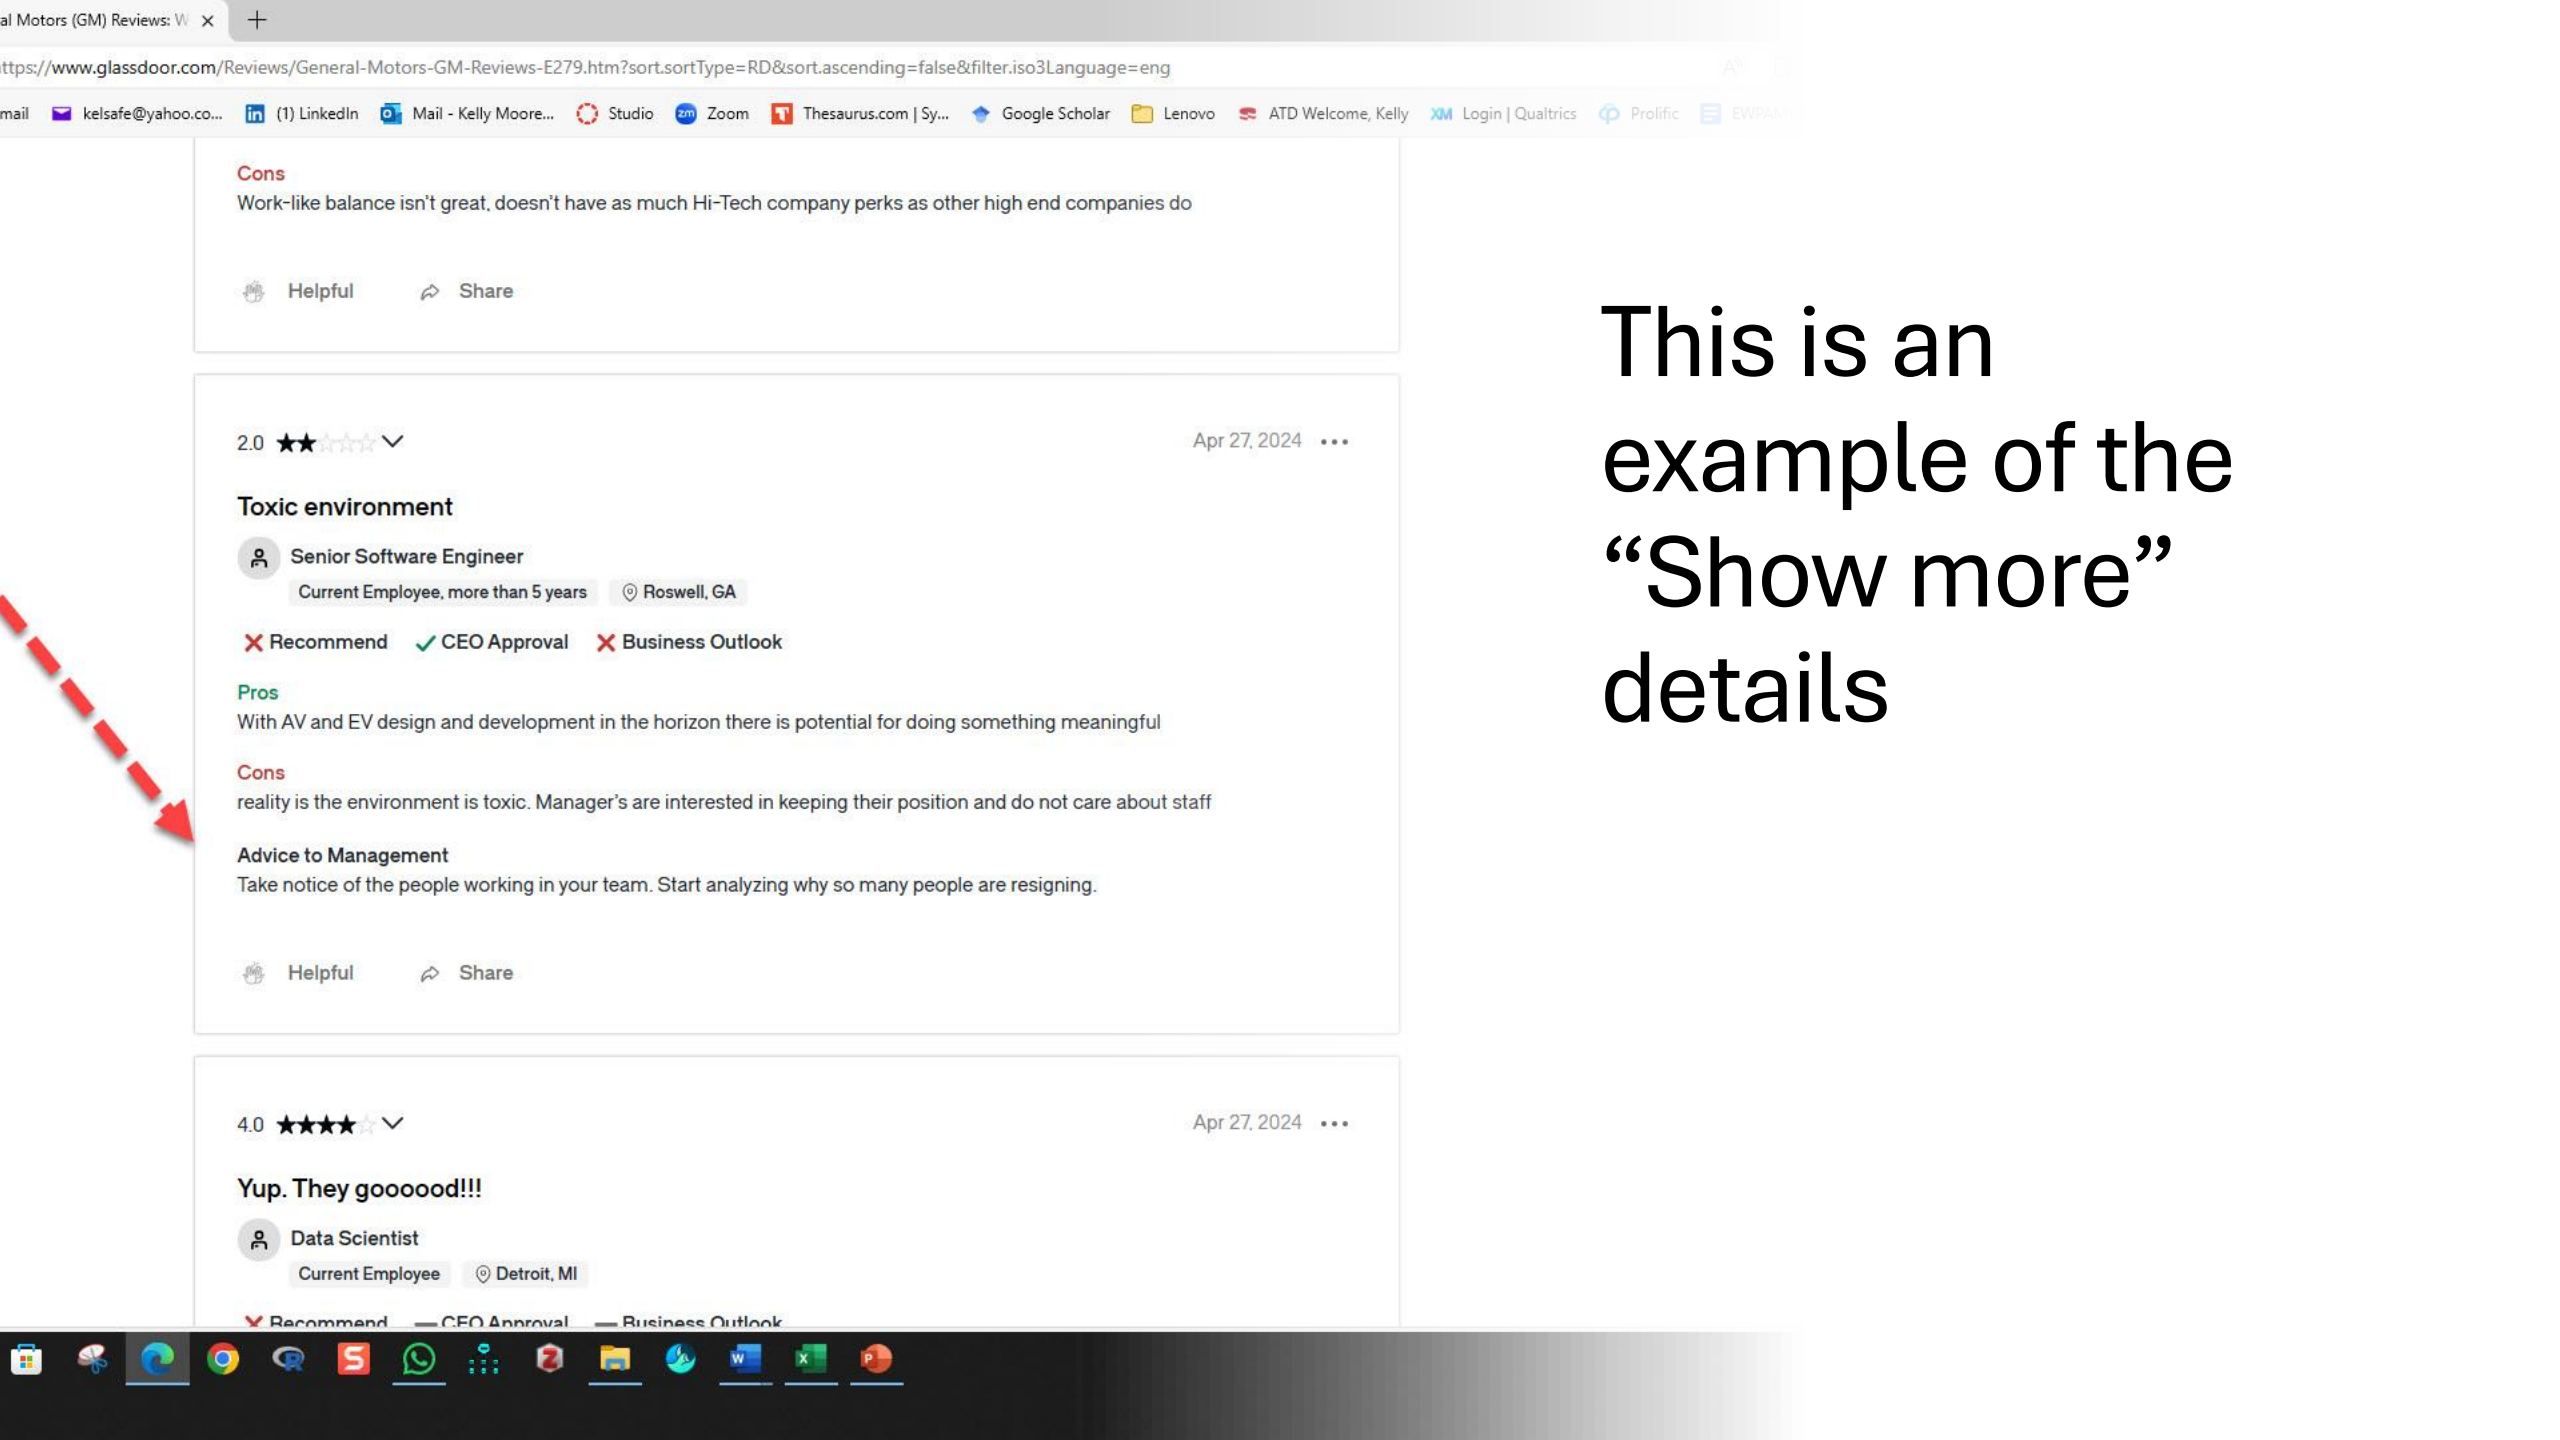 al Motors (GM) Reviews: W
ttps://www.glassdoor.com/Reviews/General-Motors-GM-Reviews-E279.htm?sort.sortType=RD&sort.ascending=false&filter.iso3Language=eng
mail kelsafe@yahoo.co... (1) LinkedIn Mail - Kelly Moore... Studio Zoom Thesaurus.com | Sy... Google Scholar Lenovo ATD Welcome, Kelly Login | Qualtrics Prolific
Cons
Work-like balance isn't great, doesn't have as much Hi-Tech company perks as other high end companies do
Helpful Share
2.0 Apr 27, 2024
Toxic environment
Senior Software Engineer
Current Employee, more than 5 years Roswell, GA
Recommend CEO Approval Business Outlook
Pros
With AV and EV design and development in the horizon there is potential for doing something meaningful
Cons
reality is the environment is toxic. Manager's are interested in keeping their position and do not care about staff
Advice to Management
Take notice of the people working in your team. Start analyzing why so many people are resigning.
Helpful Share
4.0 Apr 27, 2024
Yup. They goooood!!!
Data Scientist
Current Employee Detroit, MI
Recommend CEO Approval Business Outlook
This is an
example of the
“Show more”
details